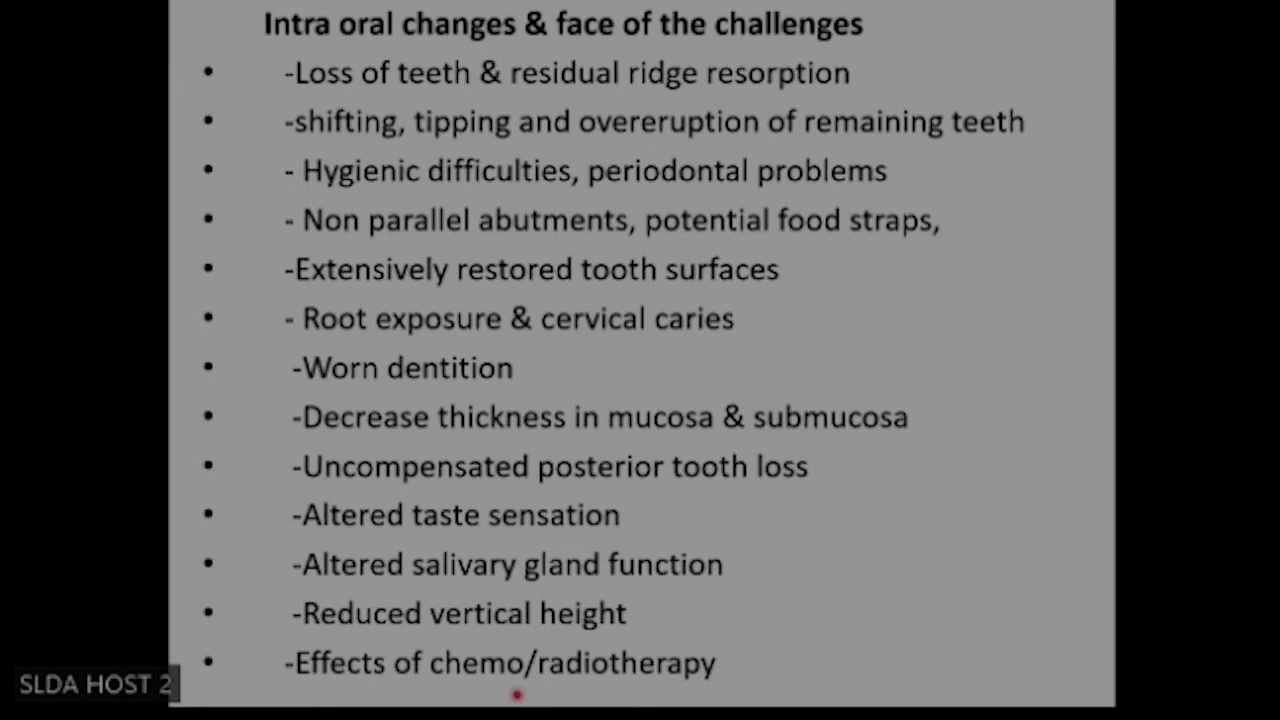 Intra oral changes & face of the challenges
• -Loss of teeth & residual ridge resorption
• -shifting, tipping and overeruption of remaining teeth
• - Hygienic difficulties, periodontal problems
• - Non parallel abutments, potential food straps,
• -Extensively restored tooth surfaces
• - Root exposure & cervical caries
• -Worn dentition
• -Decrease thickness in mucosa & submucosa
• -Uncompensated posterior tooth loss
• -Altered taste sensation
• -Altered salivary gland function
• -Reduced vertical height
• -Effects of chemo/radiotherapy
SLDA HOST 2